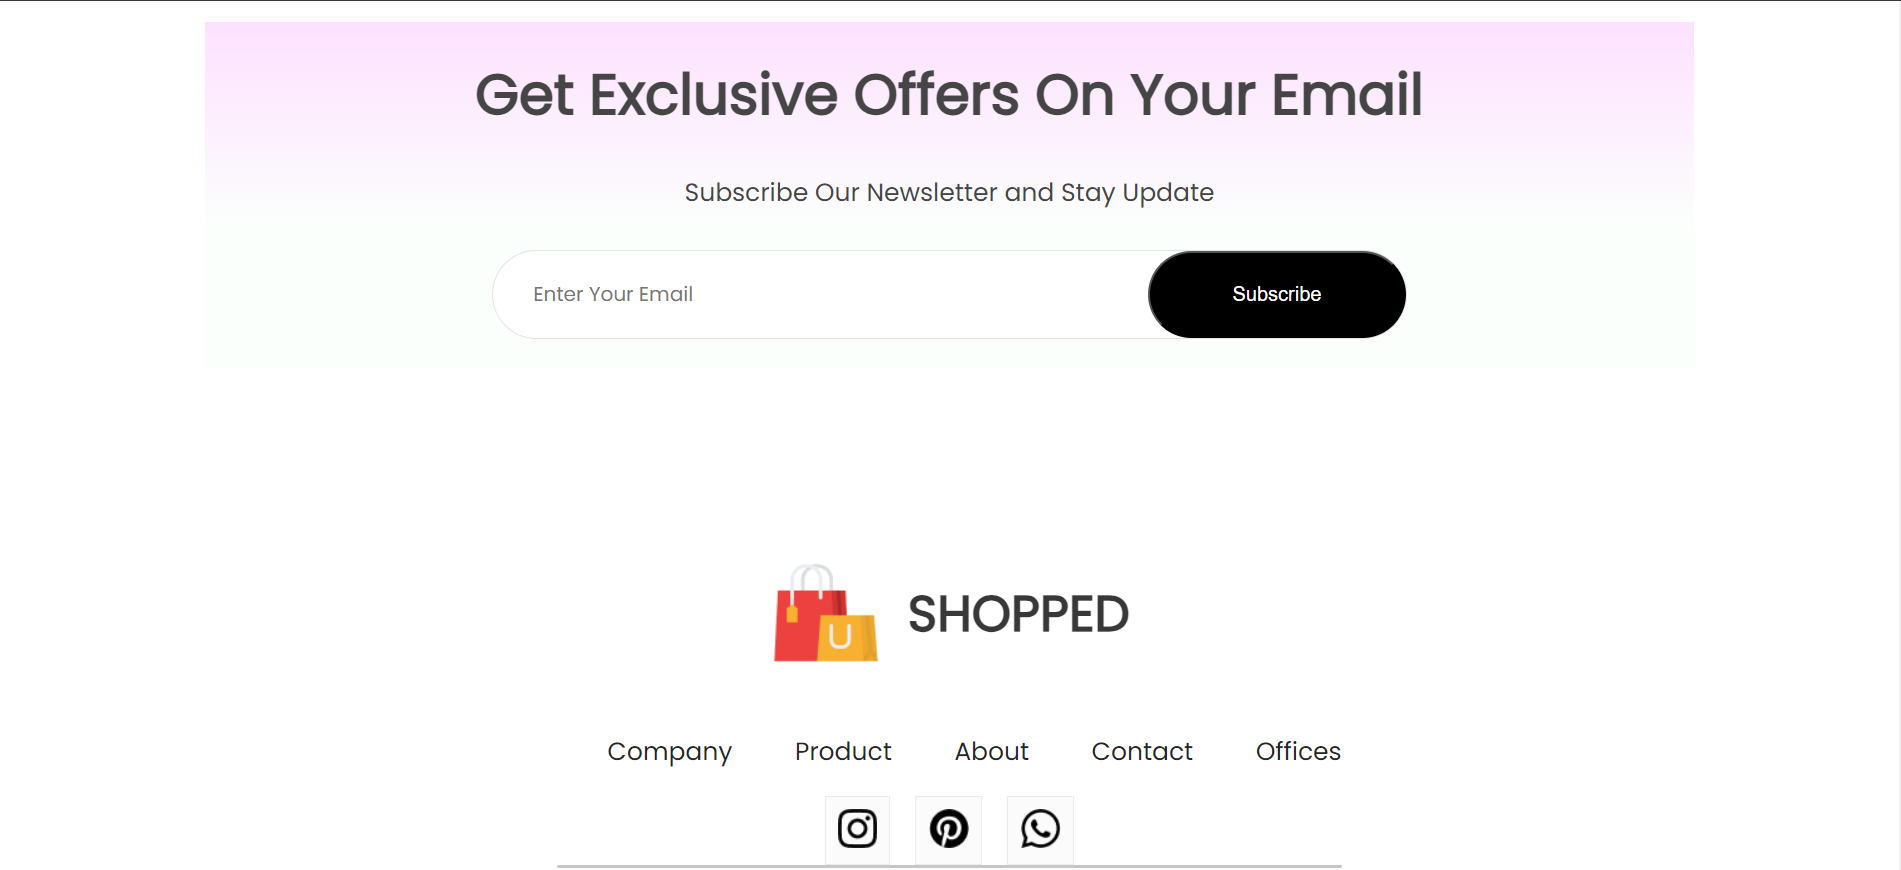 Get Exclusive Offers On Your Email
Subscribe Our Newsletter and Stay Update
Enter Your Email
Subscribe
U
SHOPPED
Company Product About Contact Offices